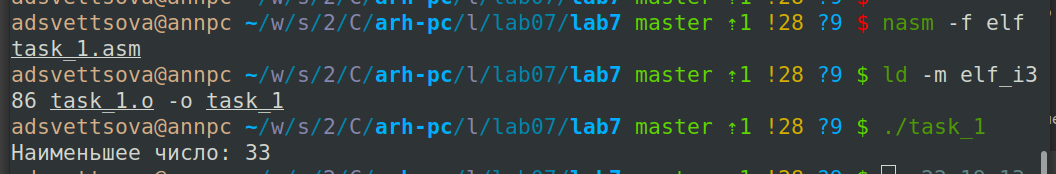 adsvettsova@annpc ~/w/s/2/C/arh-pc/l/lab07/lab7 master ⇡1 !28 ?9 $ nasm -f elf
task_1.asm
adsvettsova@annpc ~/w/s/2/C/arh-pc/l/lab07/lab7 master ⇡1 !28 ?9 $ ld -m elf_i3
86 task_1.o -o task_1
adsvettsova@annpc ~/w/s/2/C/arh-pc/l/lab07/lab7 master ⇡1 !28 ?9 $ ./task_1
Наименьшее число: 33